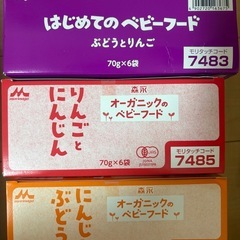 はじめてのベビーフード
ぶどうとりんご
70g×6袋
モリタッチコード
7483
森永
オーガニックの
ベビーフード
りんごと
にんじん
70g×6袋
モリタッチコード
7485
森永
オーガニックの
ベビーフード
にんじ
ぶどう